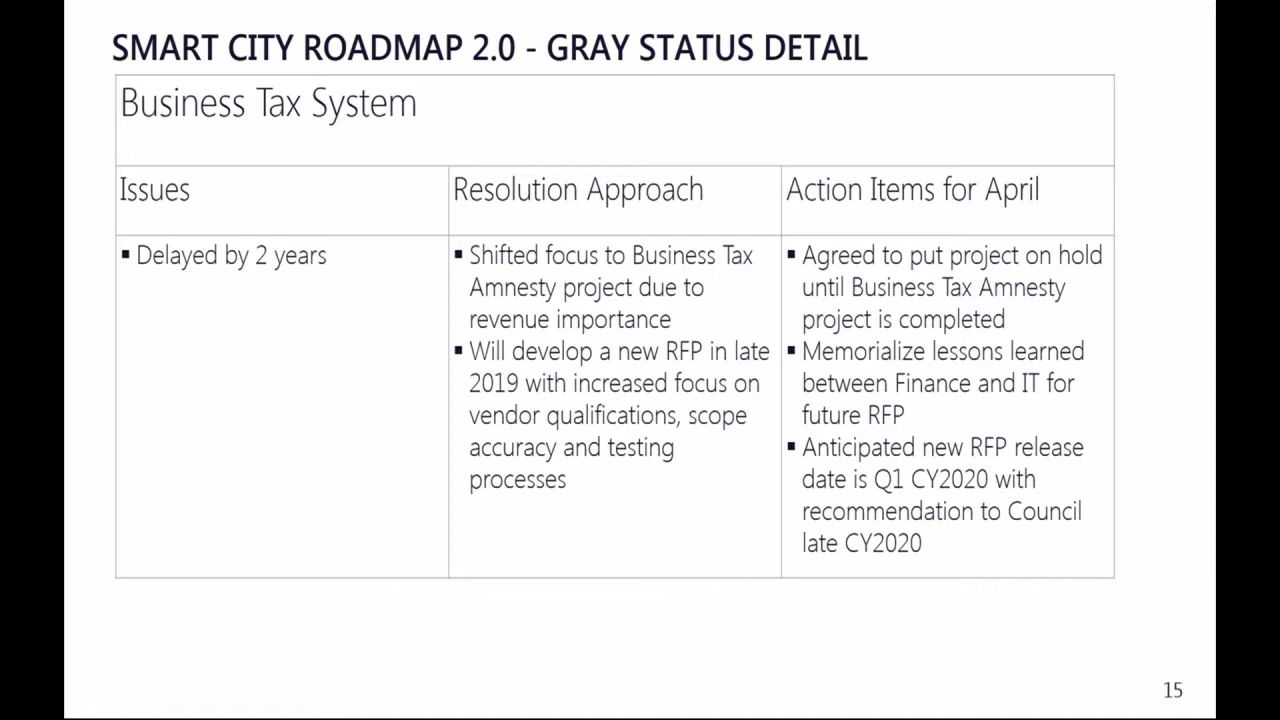 SMART CITY ROADMAP 2.0 - GRAY STATUS DETAIL
Business Tax System
Issues
Resolution Approach
Action Items for April
▪ Delayed by 2 years
▪ Shifted focus to Business Tax
Amnesty project due to
revenue importance
▪ Will develop a new RFP in late
2019 with increased focus on
vendor qualifications, scope
accuracy and testing
processes
▪ Agreed to put project on hold
until Business Tax Amnesty
project is completed
▪ Memorialize lessons learned
between Finance and IT for
future RFP
▪ Anticipated new RFP release
date is Q1 CY2020 with
recommendation to Council
late CY2020
15